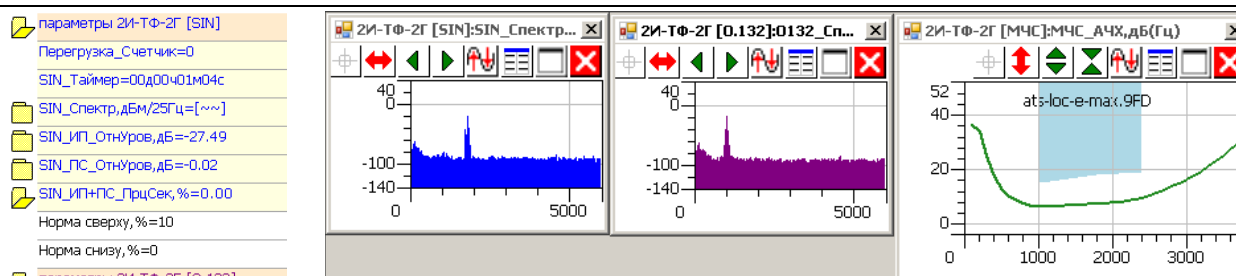 параметры 2И-ТФ-2Г [SIN]
Перегрузка_Счетчик=0
SIN_Таймер=00д00ч01м04с
SIN_Спектр,дБм/25Гц=[~~]
SIN_ИП_ОтнУров,дБ=-27.49
SIN_ПС_ОтнУров,дБ=-0.02
SIN_ИП+ПС_ПрцСек,%=0.00
Норма сверху,%=10
Норма снизу,%=0
2И-ТФ-2Г [SIN]:SIN_Спектр...
40
0
-100
-140
0
5000
2И-ТФ-2Г [O.132]:O132_Сп...
40
0
-100
-140
0
5000
2И-ТФ-2Г [МЧС]:МЧС_АЧХ,дБ(Гц)
ats-loc-e-max.9FD
52
40
20
0
0
1000
2000
3000